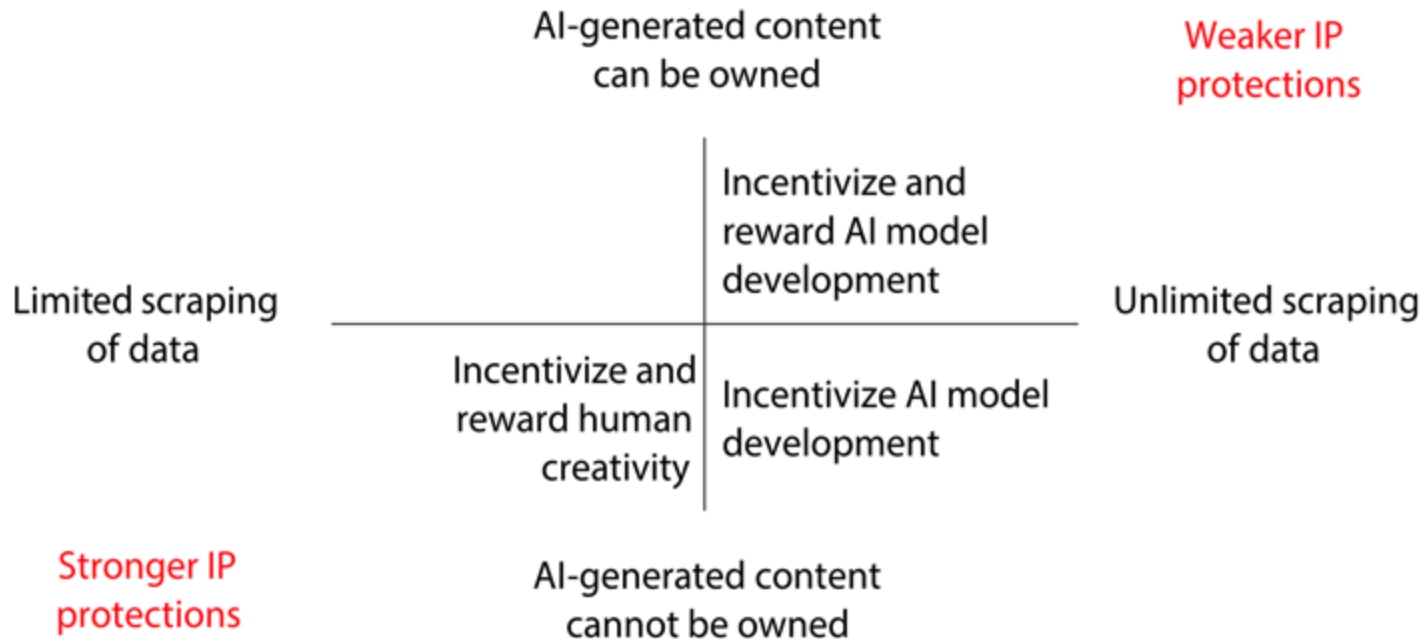 AI-generated content
can be owned
Weaker IP
protections
Incentivize and
reward AI model
development
Limited scraping
of data
Unlimited scraping
of data
Incentivize and
reward human
creativity
Incentivize AI model
development
Stronger IP
protections
AI-generated content
cannot be owned